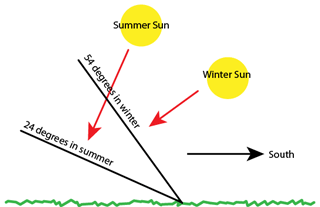 Summer Sun
54 degrees in winter
Winter Sun
24 degrees in summer
South